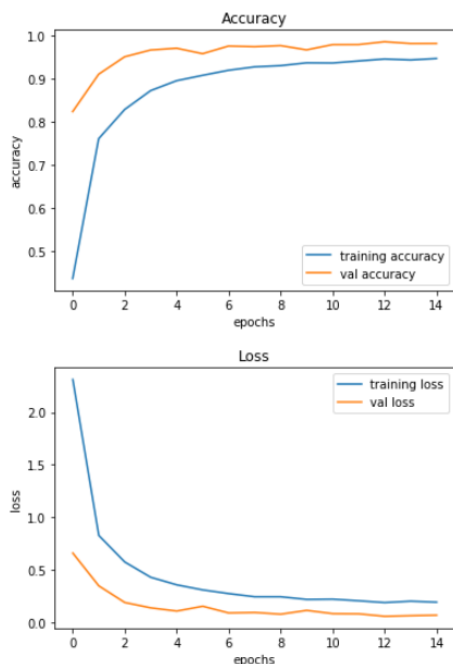 Accuracy
1.0
0.9
0.8
0.7
0.6
0.5
accuracy
training accuracy
val accuracy
0 2 4 6 8 10 12 14
epochs
Loss
2.0
1.5
1.0
0.5
0.0
loss
training loss
val loss
0 2 4 6 8 10 12 14
epochs